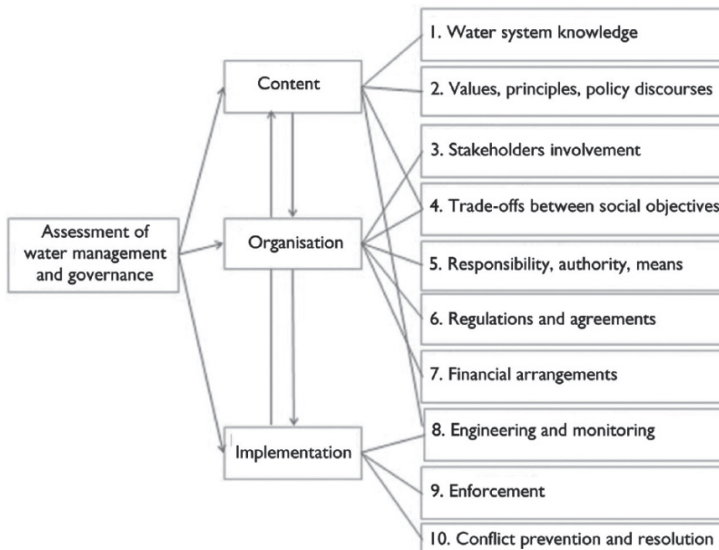 1. Water system knowledge
Content
2. Values, principles, policy discourses
3. Stakeholders involvement
4. Trade-offs between social objectives
Assessment of
water management
and governance
Organisation
5. Responsibility, authority, means
6. Regulations and agreements
7. Financial arrangements
8. Engineering and monitoring
Implementation
9. Enforcement
10. Conflict prevention and resolution